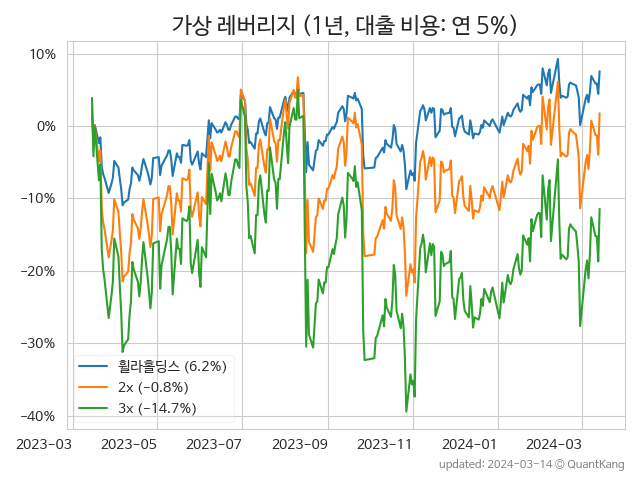 가상 레버리지 (1년, 대출 비용: 연 5%)
10%
0%
−10%
−20%
−30%
−40%
휠라홀딩스 (6.2%)
2x (−0.8%)
3x (−14.7%)
2023-03 2023-05 2023-07 2023-09 2023-11 2024-01 2024-03
updated: 2024-03-14 © QuantKang